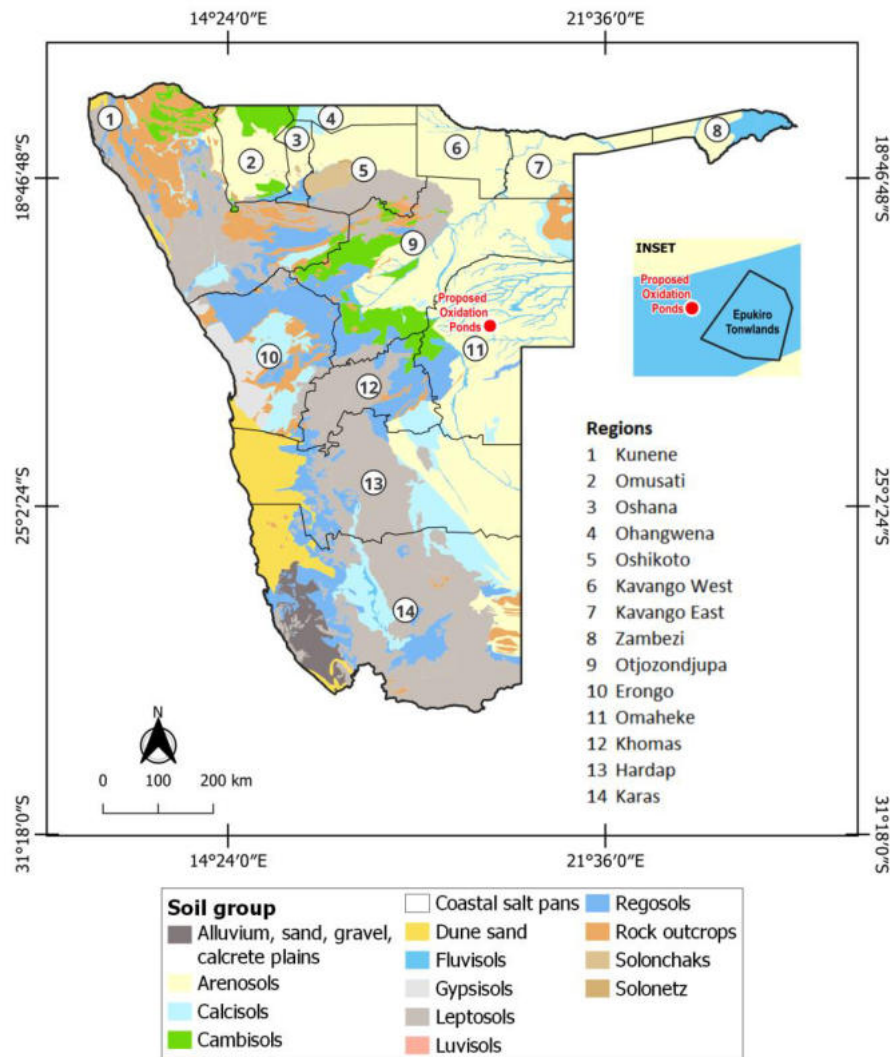 14°24′0″E
21°36′0″E
18°46′48″S
18°46′48″S
25°2′24″S
25°2′24″S
31°18′0″S
31°18′0″S
14°24′0″E
21°36′0″E
1
2
3
4
5
6
7
8
9
10
11
12
13
14
Proposed
Oxidation
Ponds
INSET
Proposed
Oxidation
Ponds
Epukiro
Tonwlands
Regions
1 Kunene
2 Omusati
3 Oshana
4 Ohangwena
5 Oshikoto
6 Kavango West
7 Kavango East
8 Zambezi
9 Otjozondjupa
10 Erongo
11 Omaheke
12 Khomas
13 Hardap
14 Karas
N
0 100 200 km
Soil group
Alluvium, sand, gravel,
calcrete plains
Arenosols
Calcisols
Cambisols
Coastal salt pans
Dune sand
Fluvisols
Gypsisols
Leptosols
Luvisols
Regosols
Rock outcrops
Solonchaks
Solonetz